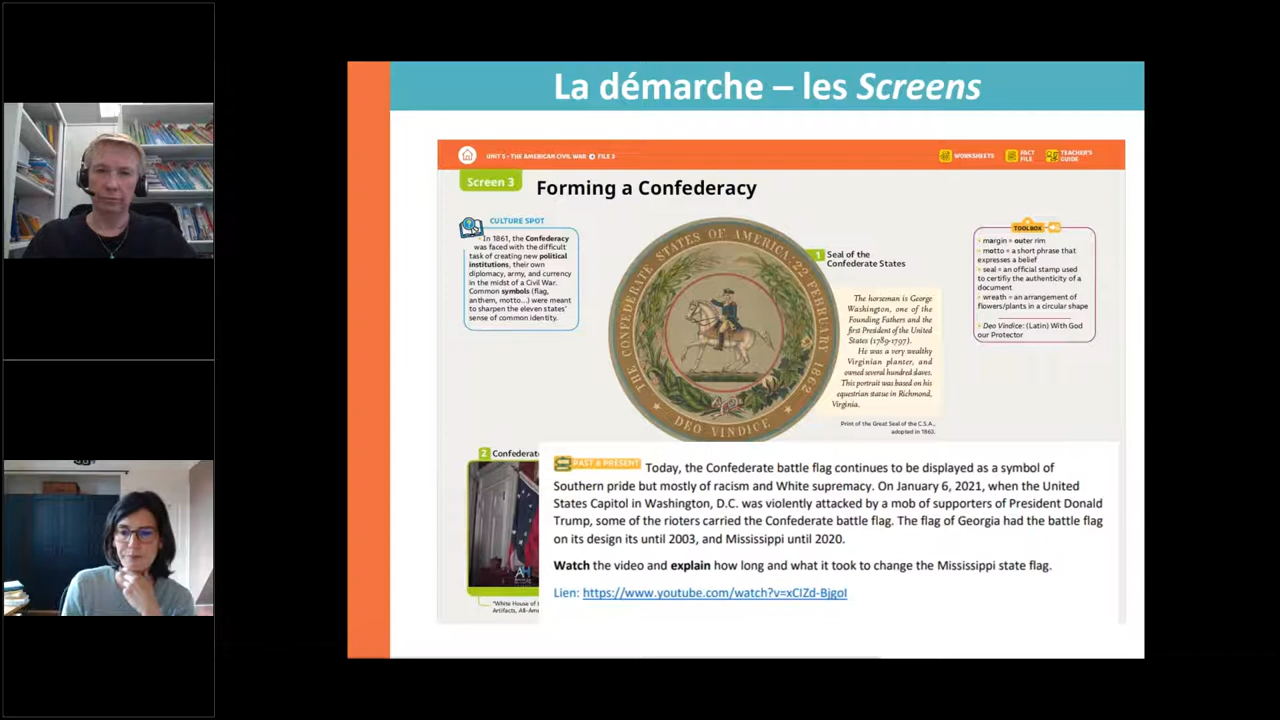 La démarche – les Screens
UNIT 5 • THE AMERICAN CIVIL WAR FILE 3
WORKSHEETS
FACT
FILE
TEACHER'S
GUIDE
Screen 3
Forming a Confederacy
CULTURE SPOT
In 1861, the Confederacy
was faced with the difficult
task of creating new political
institutions, their own
diplomacy, army, and currency
in the midst of a Civil War.
Common symbols (flag,
anthem, motto...) were meant
to sharpen the eleven states'
sense of common identity.
THE CONFEDERATE STATES OF AMERICA: 22 FEBRUARY 1862
DEO VINDICE
1 Seal of the
Confederate States
The horseman is George
Washington, one of the
Founding Fathers and the
first President of the United
States (1789-1797).
He was a very wealthy
Virginian planter, and
owned several hundred slaves.
This portrait was based on his
equestrian statue in Richmond,
Virginia.
Print of the Great Seal of the C.S.A.,
adopted in 1863.
TOOLBOX
• margin = outer rim
• motto = a short phrase that
expresses a belief
• seal = an official stamp used
to certifiy the authenticity of a
document
• wreath = an arrangement of
flowers/plants in a circular shape
• Deo Vindice: (Latin) With God
our Protector
2 Confederate
AH
"White House of
Artifacts, All-Ame
PAST & PRESENT Today, the Confederate battle flag continues to be displayed as a symbol of
Southern pride but mostly of racism and White supremacy. On January 6, 2021, when the United
States Capitol in Washington, D.C. was violently attacked by a mob of supporters of President Donald
Trump, some of the rioters carried the Confederate battle flag. The flag of Georgia had the battle flag
on its design its until 2003, and Mississippi until 2020.
Watch the video and explain how long and what it took to change the Mississippi state flag.
Lien: https://www.youtube.com/watch?v=xCIZd-BjgoI